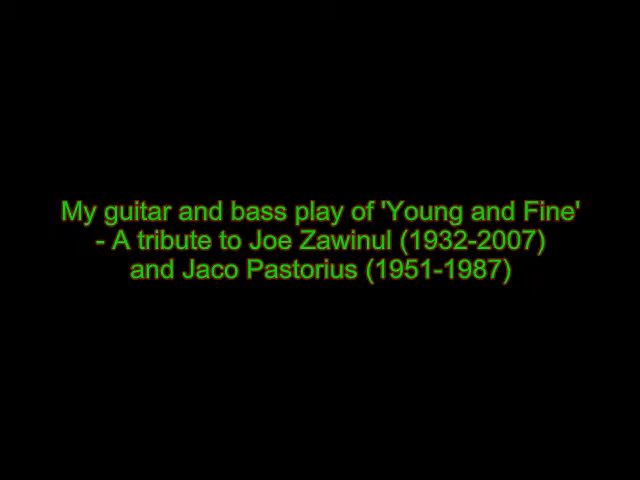 My guitar and bass play of 'Young and Fine'
- A tribute to Joe Zawinul (1932-2007)
and Jaco Pastorius (1951-1987)